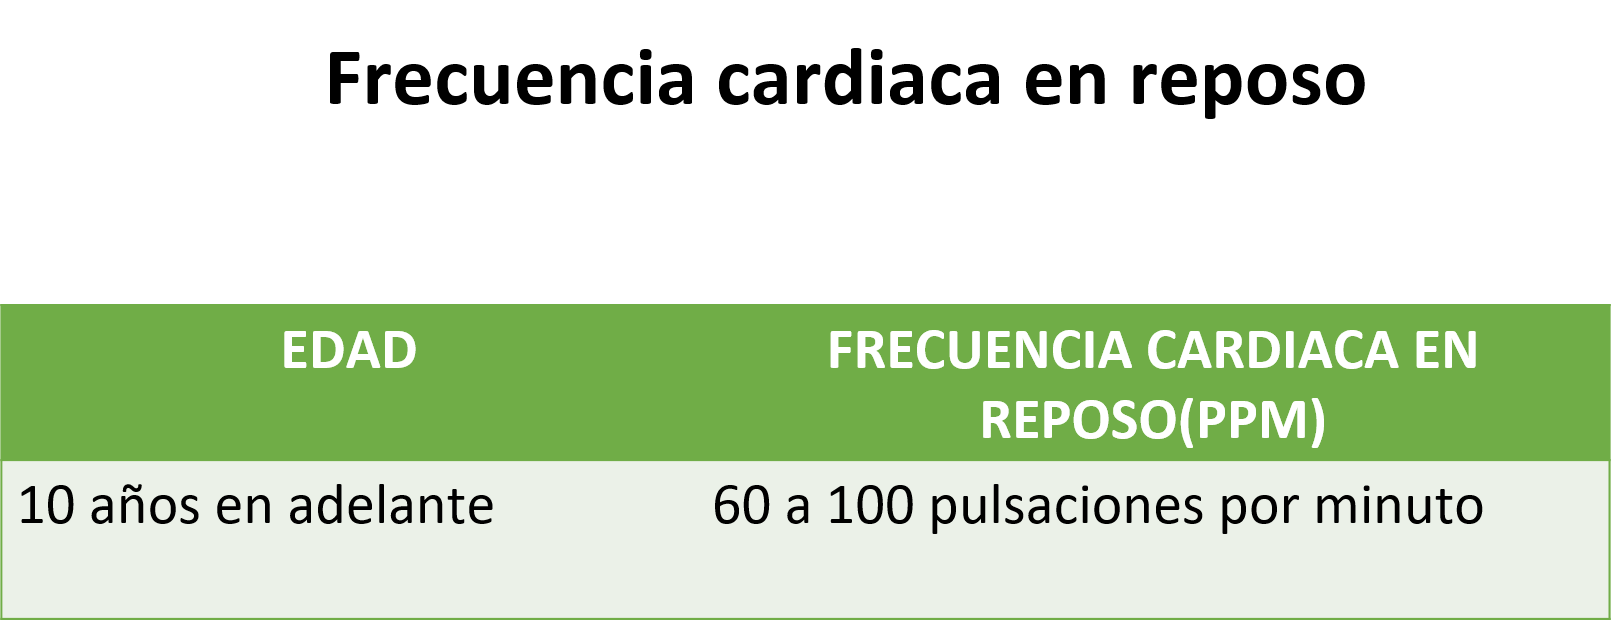 Frecuencia cardiaca en reposo
EDAD
FRECUENCIA CARDIACA EN
REPOSO(PPM)
10 años en adelante
60 a 100 pulsaciones por minuto